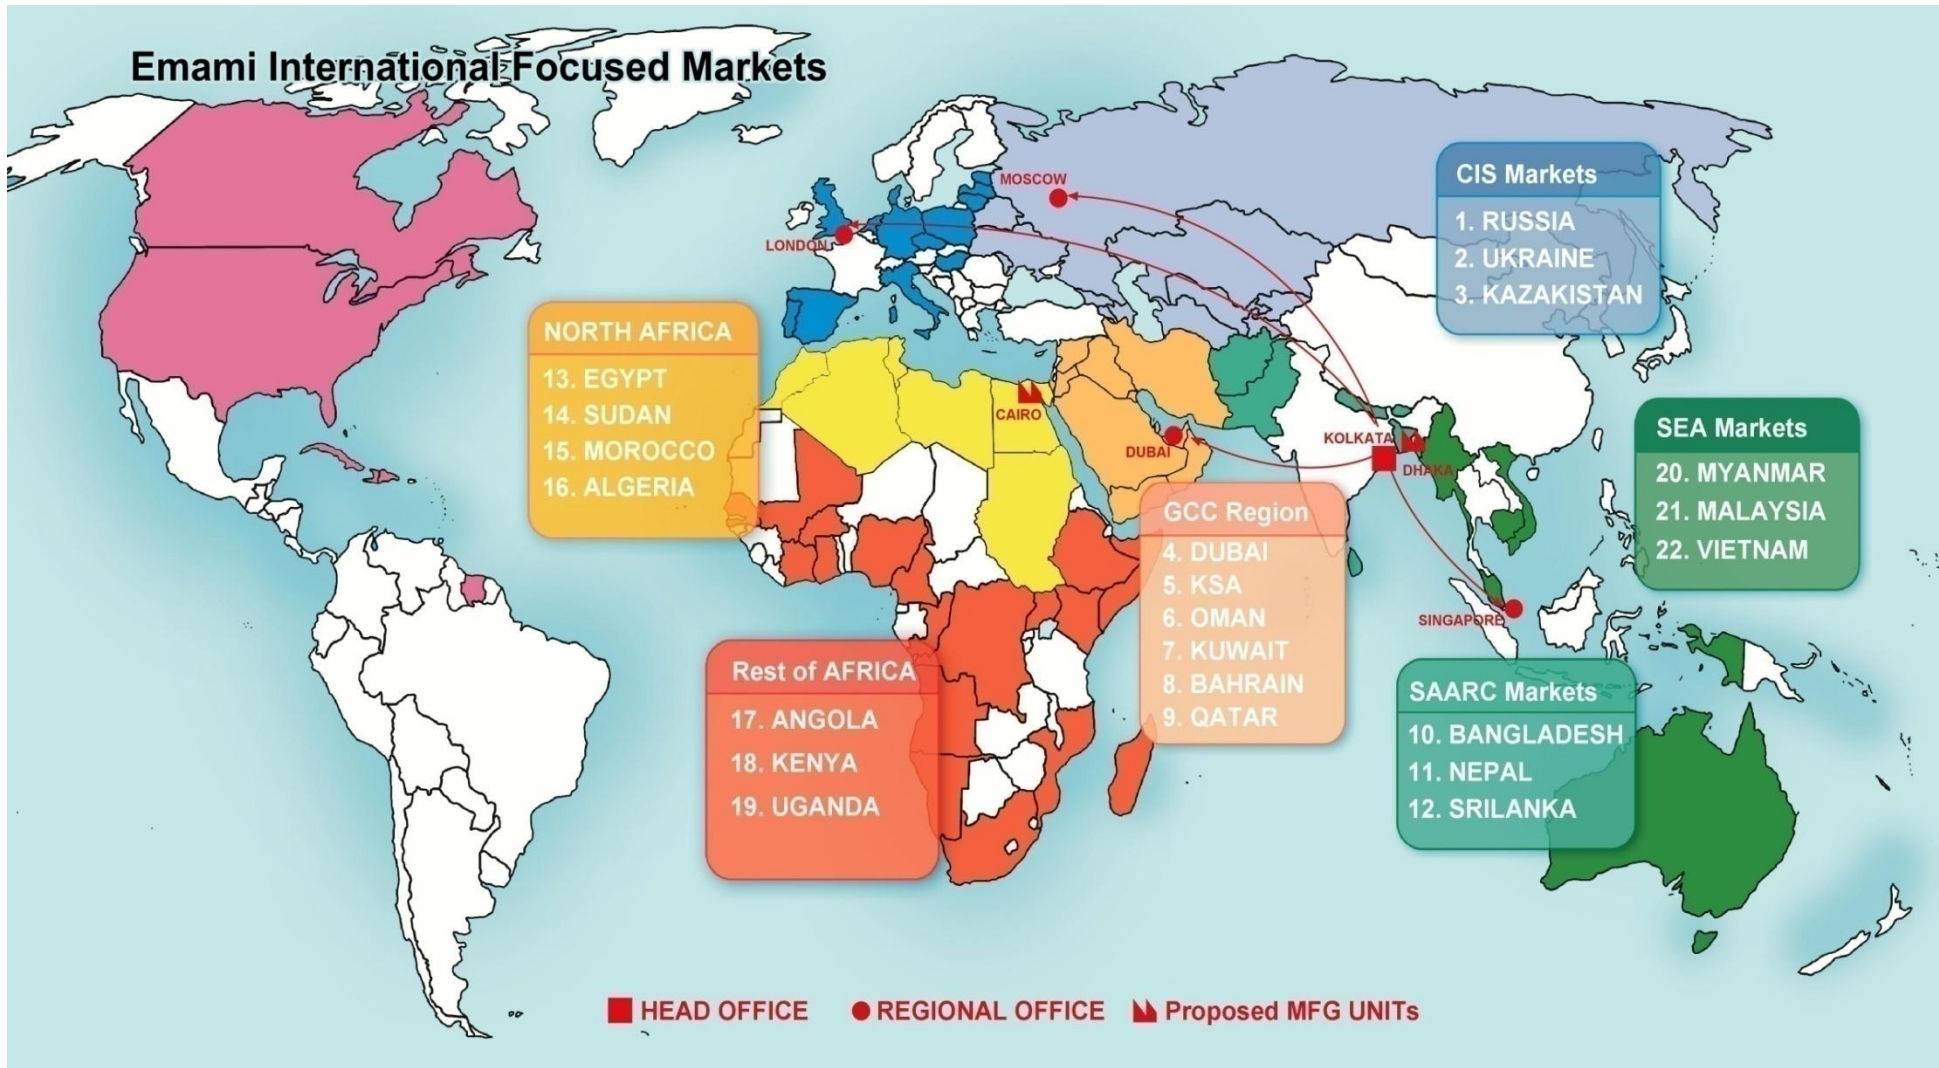 Emami International Focused Markets
MOSCOW
LONDON
CIS Markets
1. RUSSIA
2. UKRAINE
3. KAZAKISTAN
NORTH AFRICA
13. EGYPT
14. SUDAN
15. MOROCCO
16. ALGERIA
CAIRO
DUBAI
KOLKATA
DHAKA
SEA Markets
20. MYANMAR
21. MALAYSIA
22. VIETNAM
GCC Region
4. DUBAI
5. KSA
6. OMAN
7. KUWAIT
8. BAHRAIN
9. QATAR
SINGAPORE
Rest of AFRICA
17. ANGOLA
18. KENYA
19. UGANDA
SAARC Markets
10. BANGLADESH
11. NEPAL
12. SRILANKA
HEAD OFFICE
REGIONAL OFFICE
Proposed MFG UNITs